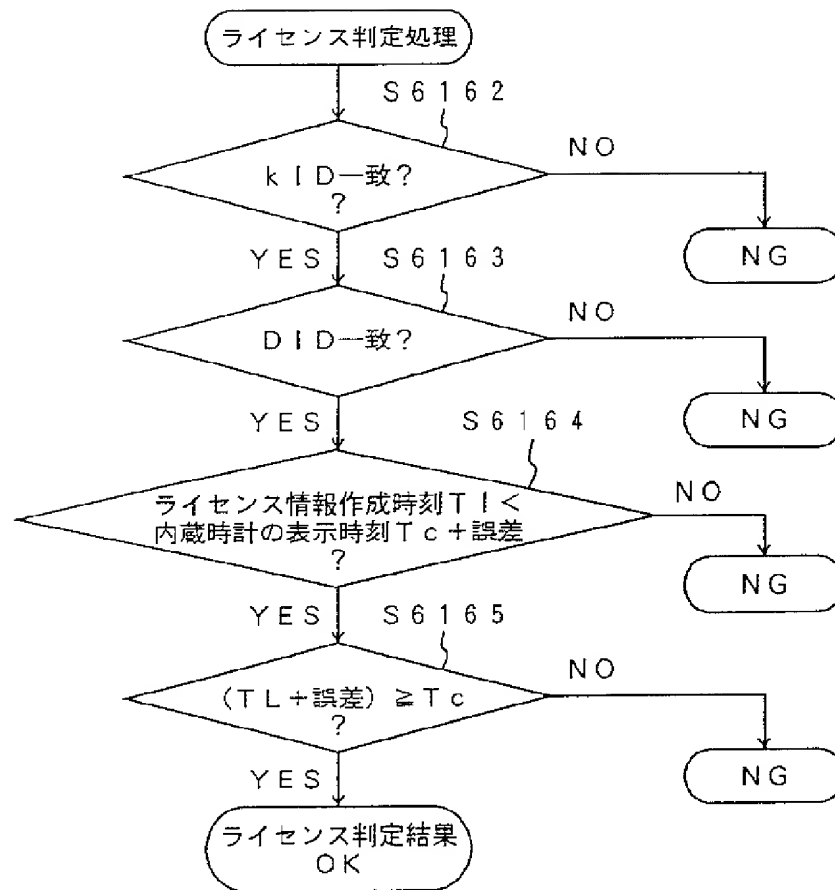 ライセンス判定処理
S6162
kID一致?
?
NO
NG
YES
S6163
DID一致?
NO
NG
YES
S6164
ライセンス情報作成時刻TI<
内蔵時計の表示時刻Tc+誤差
?
NO
NG
YES
S6165
(TL+誤差)≧Tc
?
NO
NG
YES
ライセンス判定結果
OK